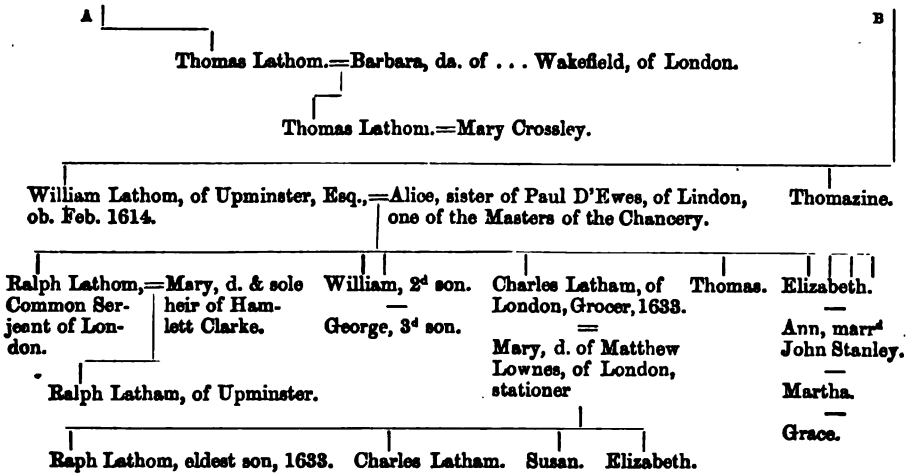 A
B
Thomas Lathom.=Barbara, da. of ... Wakefield, of London.
Thomas Lathom.=Mary Crossley.
William Lathom, of Upminster, Esq.,=Alice, sister of Paul D'Ewes, of Lindon,
ob. Feb. 1614.
one of the Masters of the Chancery.
Thomazine.
Ralph Lathom,=Mary, d. & sole
Common Ser-
heir of Ham-
jeant of Lon-
lett Clarke.
don.
William, 2d son.
—
George, 3d son.
Charles Latham, of
London, Grocer, 1633.
=
Mary, d. of Matthew
Lownes, of London,
stationer
Thomas.
Elizabeth.
—
Ann, marrd
John Stanley.
—
Martha.
—
Grace.
Ralph Latham, of Upminster.
Raph Lathom, eldest son, 1633.
Charles Latham.
Susan.
Elizabeth.